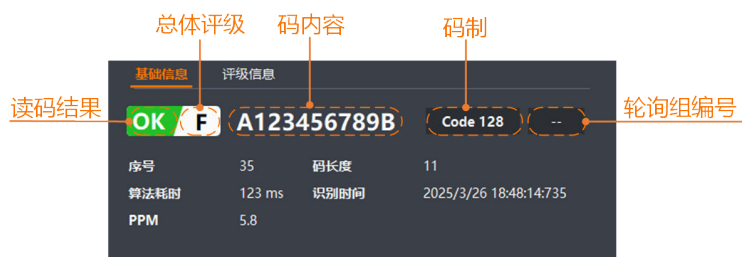 总体评级 码内容 码制
基础信息 评级信息
读码结果 OK F A123456789B Code 128 -- 轮询组编号
序号 35 码长度 11
算法耗时 123 ms 识别时间 2025/3/26 18:48:14:735
PPM 5.8